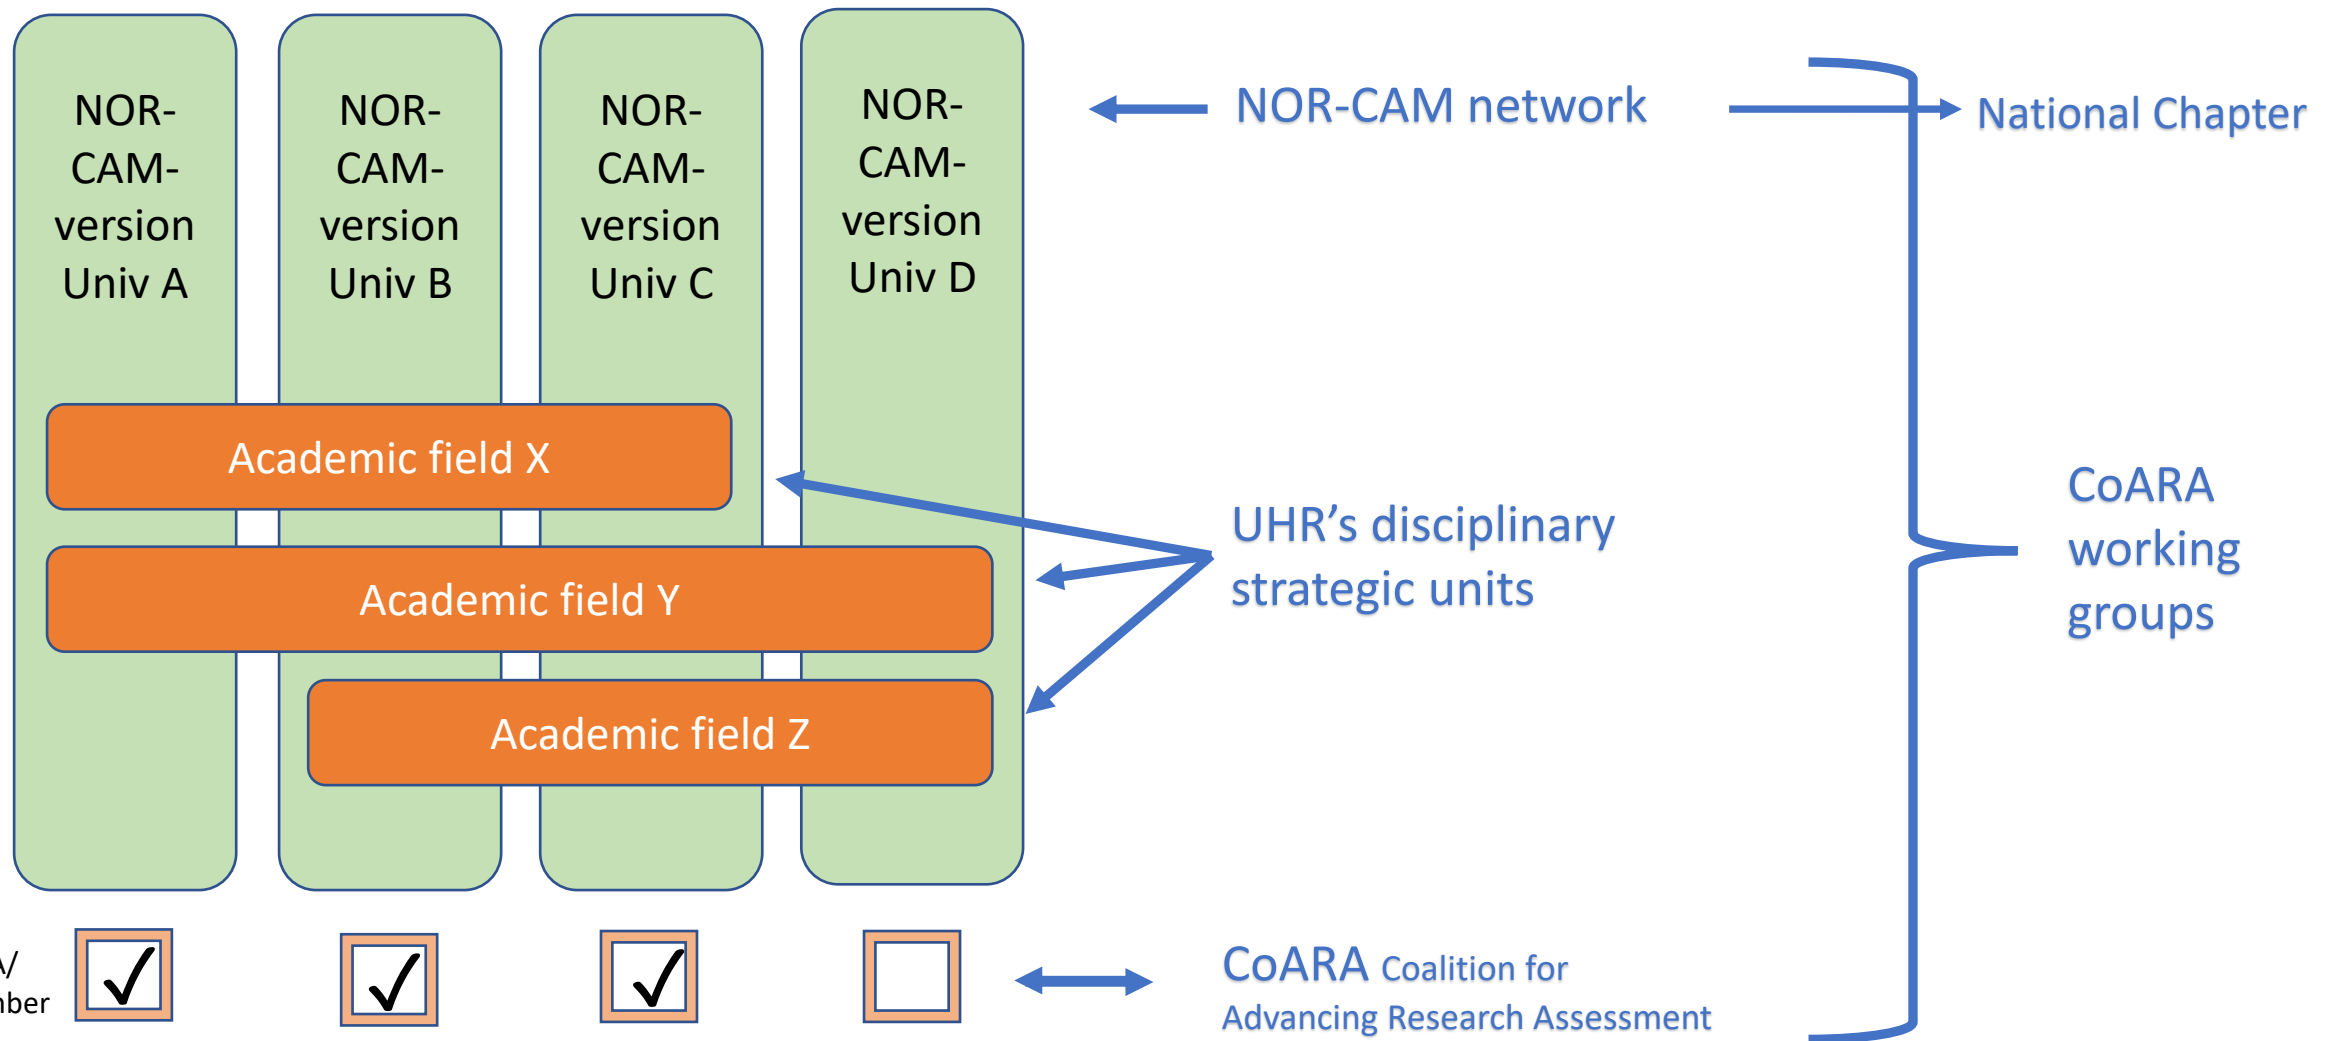 NOR-
CAM-
version
Univ A
NOR-
CAM-
version
Univ B
NOR-
CAM-
version
Univ C
NOR-
CAM-
version
Univ D
NOR-CAM network
National Chapter
Academic field X
Academic field Y
Academic field Z
UHR’s disciplinary
strategic units
CoARA
working
groups
CoARA Coalition for
Advancing Research Assessment